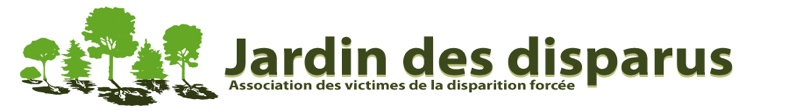 Jardin des disparus
Association des victimes de la disparition forcée